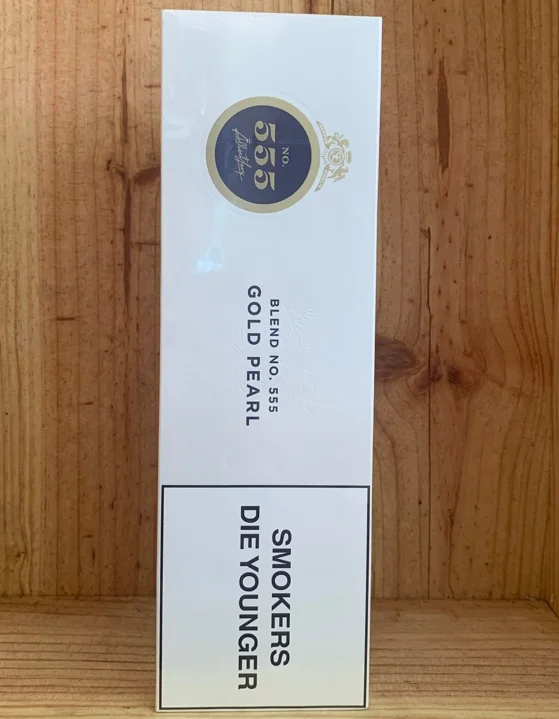 NO.
555
BLEND NO. 555
GOLD PEARL
SMOKERS
DIE YOUNGER